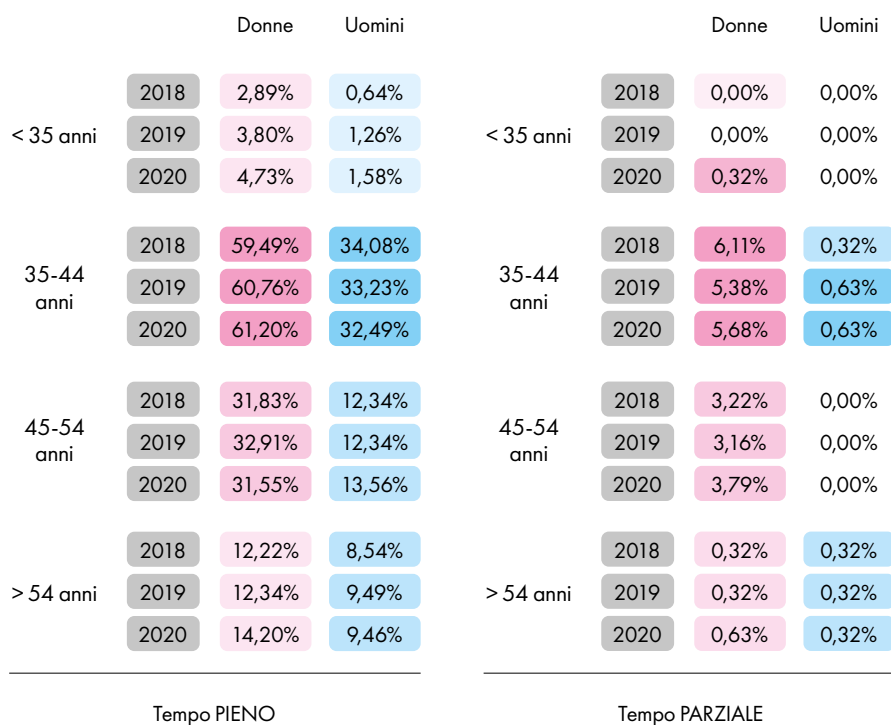 Donne Uomini
< 35 anni
2018 2,89% 0,64%
2019 3,80% 1,26%
2020 4,73% 1,58%
35-44
anni
2018 59,49% 34,08%
2019 60,76% 33,23%
2020 61,20% 32,49%
45-54
anni
2018 31,83% 12,34%
2019 32,91% 12,34%
2020 31,55% 13,56%
> 54 anni
2018 12,22% 8,54%
2019 12,34% 9,49%
2020 14,20% 9,46%
Tempo PIENO
Donne Uomini
< 35 anni
2018 0,00% 0,00%
2019 0,00% 0,00%
2020 0,32% 0,00%
35-44
anni
2018 6,11% 0,32%
2019 5,38% 0,63%
2020 5,68% 0,63%
45-54
anni
2018 3,22% 0,00%
2019 3,16% 0,00%
2020 3,79% 0,00%
> 54 anni
2018 0,32% 0,32%
2019 0,32% 0,32%
2020 0,63% 0,32%
Tempo PARZIALE